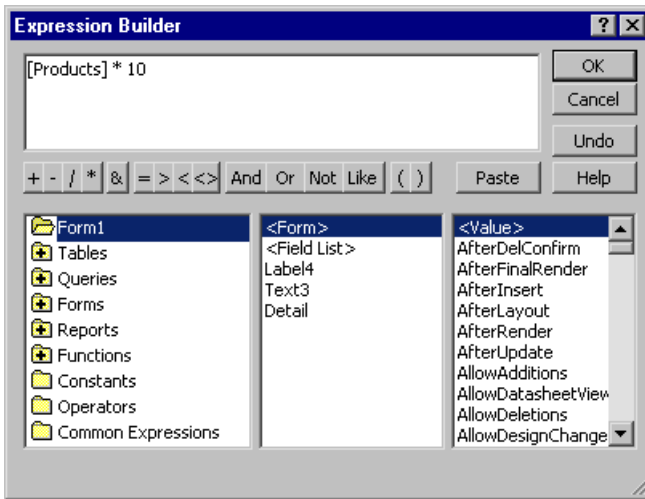 Expression Builder
? X
[Products] * 10
OK
Cancel
Undo
+ - / * & = > < <> And Or Not Like ( ) Paste Help
Form1
Tables
Queries
Forms
Reports
Functions
Constants
Operators
Common Expressions
<Form>
<Field List>
Label4
Text3
Detail
<Value>
AfterDelConfirm
AfterFinalRender
AfterInsert
AfterLayout
AfterRender
AfterUpdate
AllowAdditions
AllowDatasheetView
AllowDeletions
AllowDesignChange